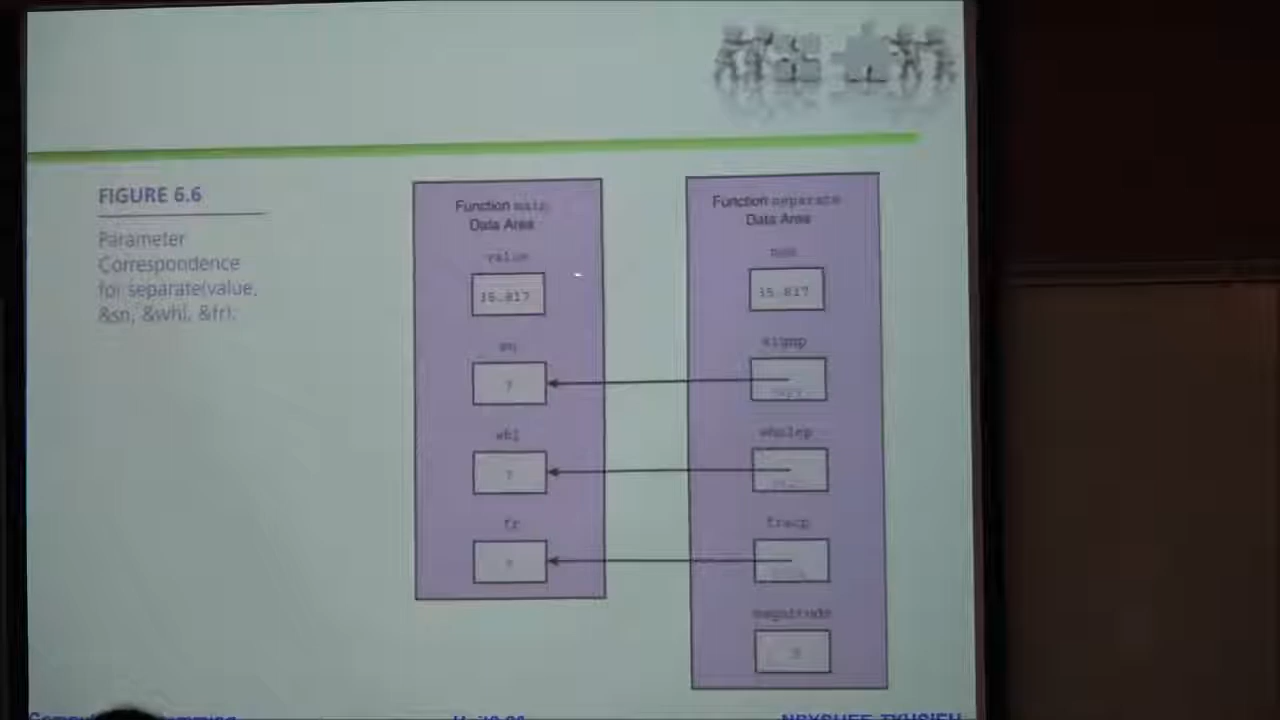 FIGURE 6.6
Parameter
Correspondence
for separate(value,
&sn, &whl, &fr);
Function main
Data Area
value
35.817
sn
?
whl
?
fr
?
Function separate
Data Area
num
35.817
signp
wholep
fracp
magnitude
?